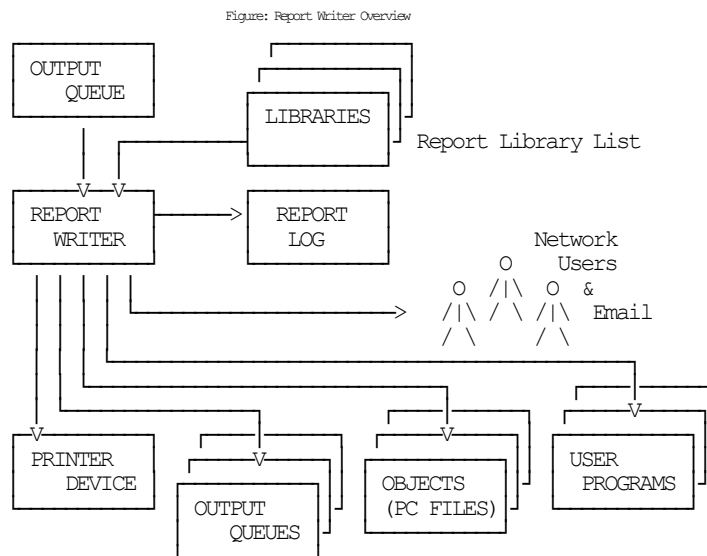 Figure: Report Writer Overview
OUTPUT
QUEUE
LIBRARIES
Report Library List
REPORT
WRITER
REPORT
LOG
Network
Users
&
Email
PRINTER
DEVICE
OUTPUT
QUEUES
OBJECTS
(PC FILES)
USER
PROGRAMS